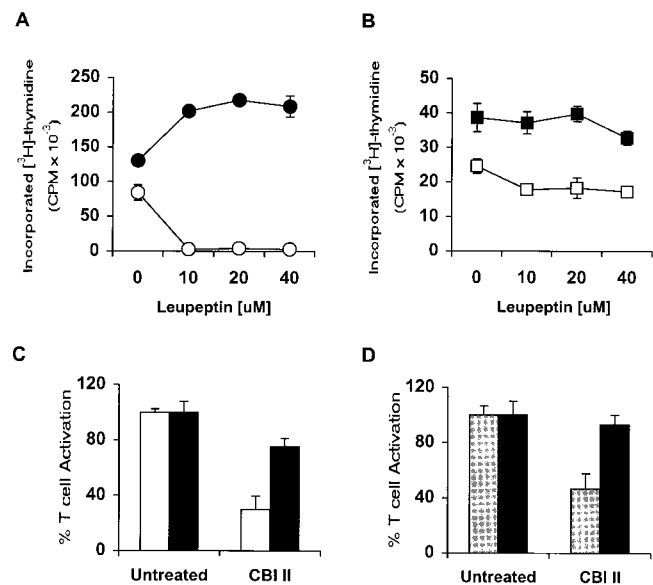 A
Incorporated [³H]-thymidine
(CPM x 10⁻³)
250
200
150
100
50
0
0 10 20 40
Leupeptin [uM]
B
Incorporated [³H]-thymidine
(CPM x 10⁻³)
50
40
30
20
10
0
0 10 20 40
Leupeptin [uM]
C
% T cell Activation
120
80
40
0
Untreated CBI II
D
% T cell Activation
120
80
40
0
Untreated CBI II